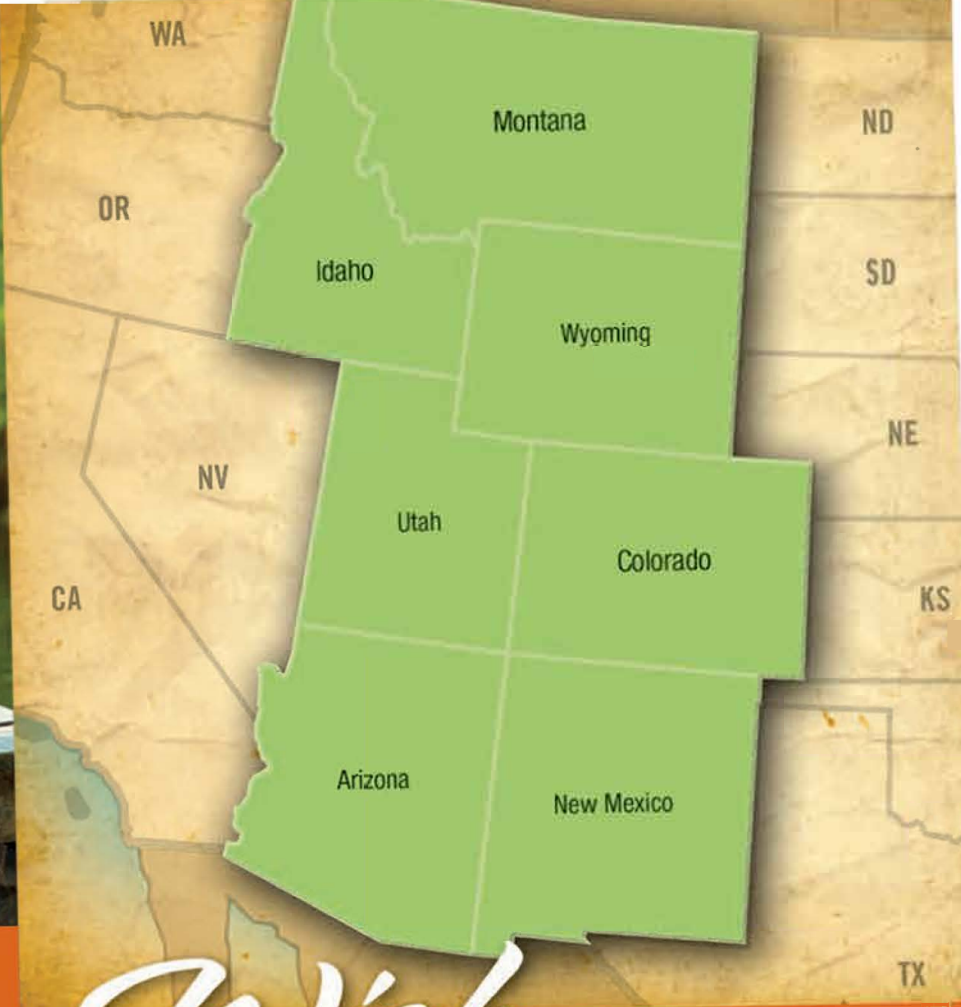 WA
Montana
ND
OR
Idaho
SD
Wyoming
NE
NV
Utah
Colorado
CA
KS
Arizona
New Mexico
TX